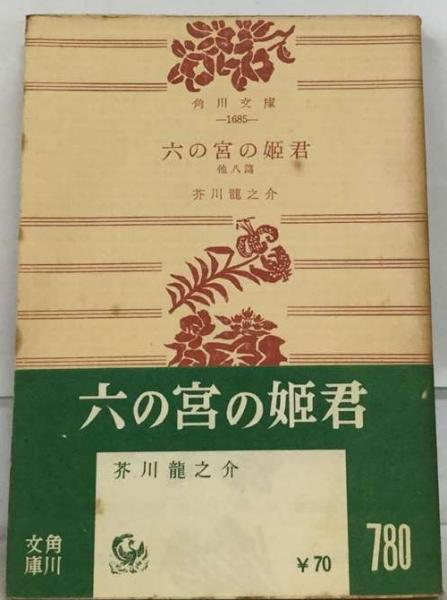 角川文庫
—1685—
六の宮の姫君
他八篇
芥川龍之介
六の宮の姫君
芥川龍之介
角川
文庫
¥70
780